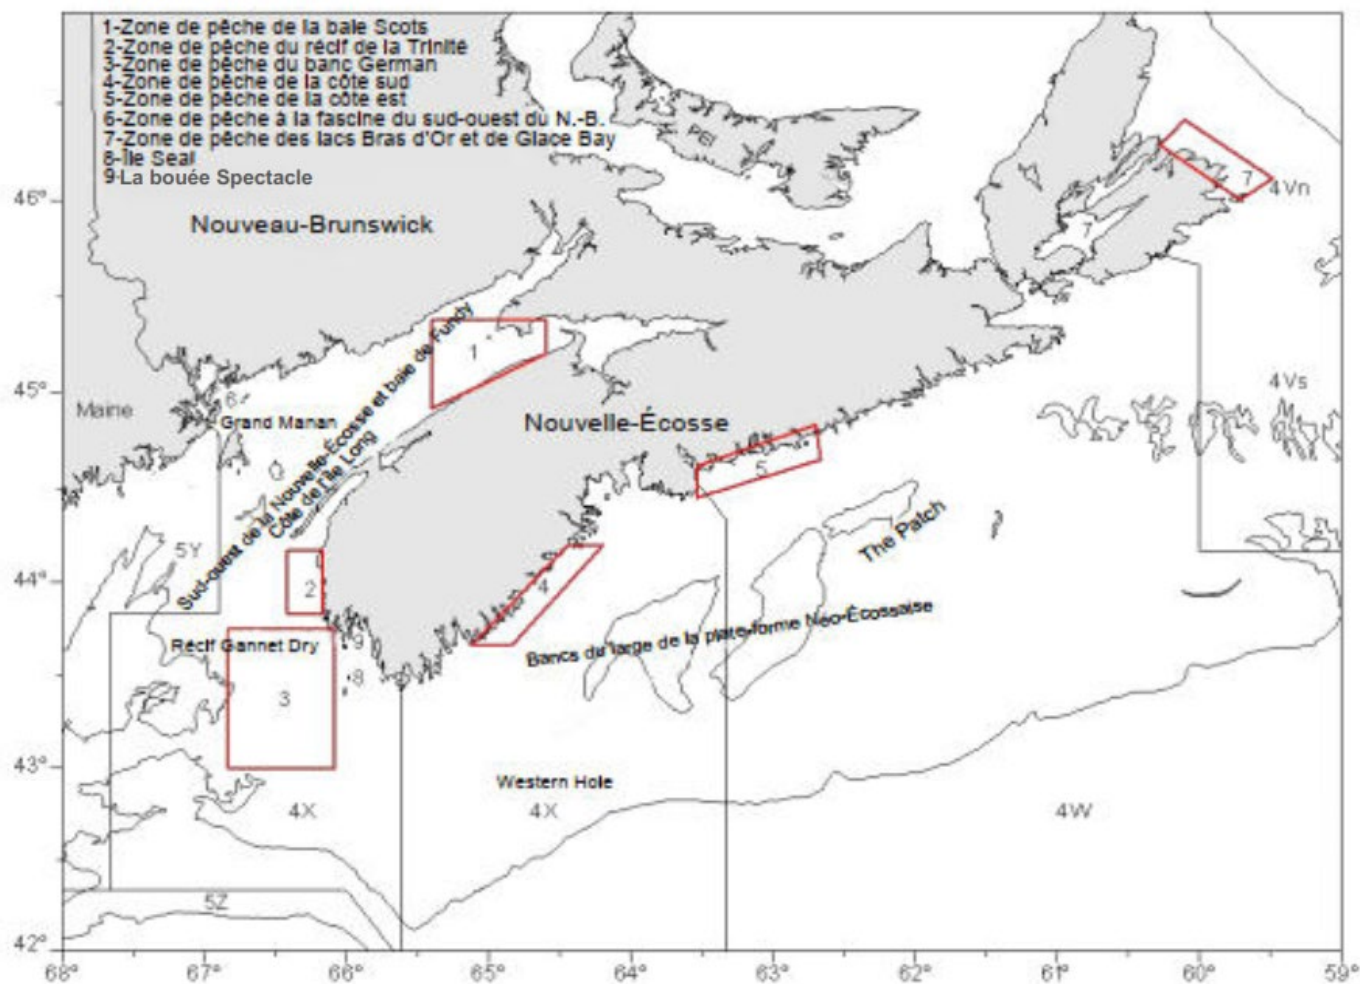 1-Zone de pêche de la baie Scots
2-Zone de pêche du récif de la Trinité
3-Zone de pêche du banc German
4-Zone de pêche de la côte sud
5-Zone de pêche de la côte est
6-Zone de pêche à la fascine du sud-ouest du N.-B.
7-Zone de pêche des lacs Bras d'Or et de Glace Bay
8-Île Seal
9-La bouée Spectacle
PEI
7
4Vn
46°
Nouveau-Brunswick
7
Sud-ouest de la Nouvelle-Écosse et baie de Fundy
1
45°
Maine
6
Grand Manan
Nouvelle-Écosse
4Vs
Côte de l'île Long
5
The Patch
5Y
44°
2
4
Bancs du large de la plate-forme Néo-Écossaise
Récif Gannet Dry
9
8
3
43°
Western Hole
4X
4X
4W
5Z
42°
68° 67° 66° 65° 64° 63° 62° 61° 60° 59°